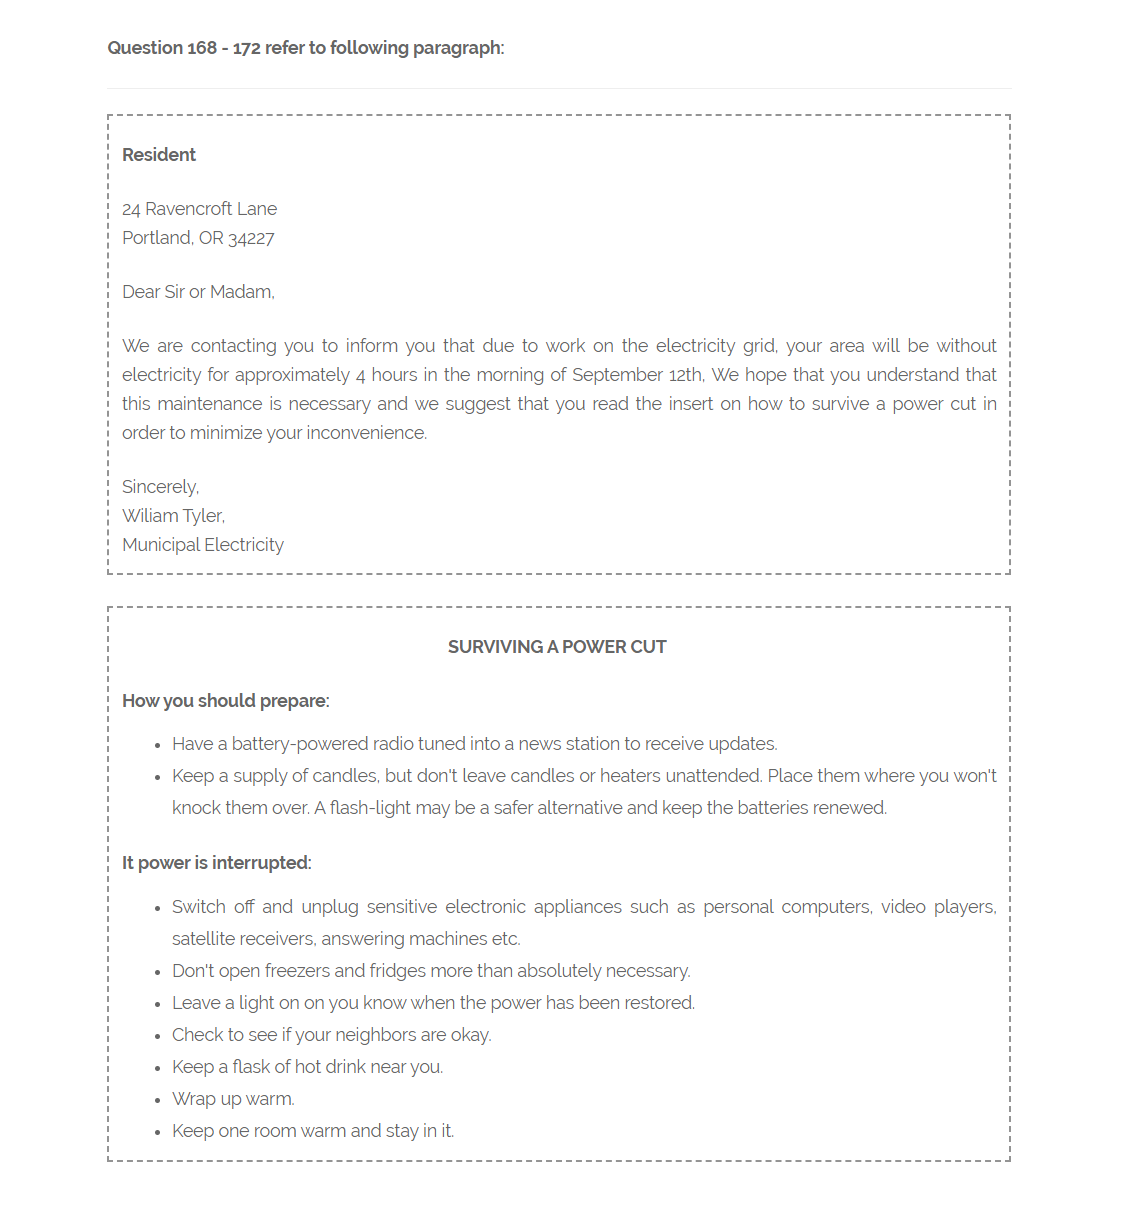 Question 168 - 172 refer to following paragraph:
Resident
24 Ravencroft Lane
Portland, OR 34227
Dear Sir or Madam,
We are contacting you to inform you that due to work on the electricity grid, your area will be without
electricity for approximately 4 hours in the morning of September 12th, We hope that you understand that
this maintenance is necessary and we suggest that you read the insert on how to survive a power cut in
order to minimize your inconvenience.
Sincerely,
Wiliam Tyler,
Municipal Electricity
SURVIVING A POWER CUT
How you should prepare:
• Have a battery-powered radio tuned into a news station to receive updates.
• Keep a supply of candles, but don't leave candles or heaters unattended. Place them where you won't
knock them over. A flash-light may be a safer alternative and keep the batteries renewed.
It power is interrupted:
• Switch off and unplug sensitive electronic appliances such as personal computers, video players,
satellite receivers, answering machines etc.
• Don't open freezers and fridges more than absolutely necessary.
• Leave a light on on you know when the power has been restored.
• Check to see if your neighbors are okay.
• Keep a flask of hot drink near you.
• Wrap up warm.
• Keep one room warm and stay in it.